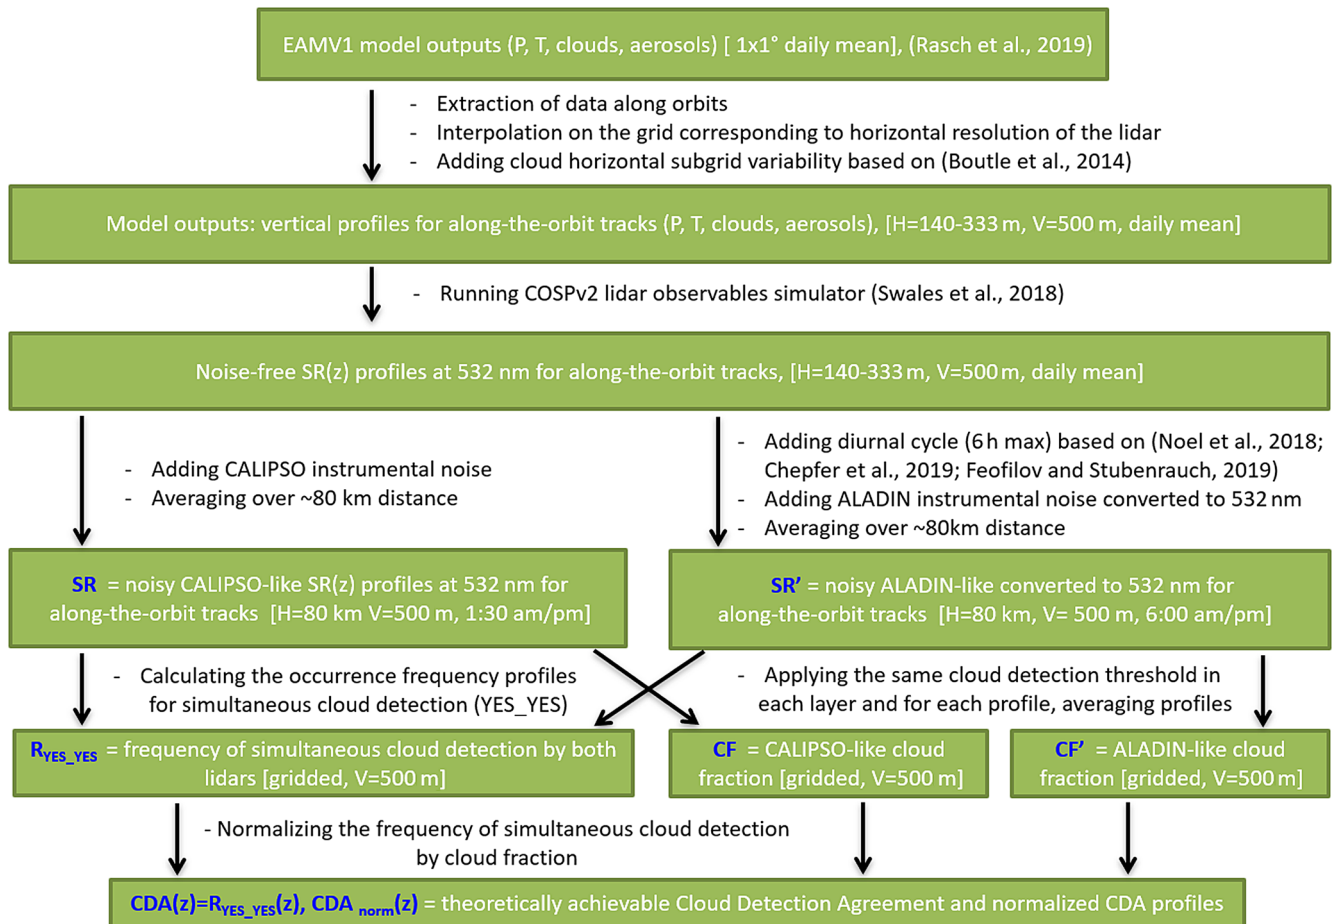 EAMV1 model outputs (P, T, clouds, aerosols) [ 1x1° daily mean], (Rasch et al., 2019)
- Extraction of data along orbits
- Interpolation on the grid corresponding to horizontal resolution of the lidar
- Adding cloud horizontal subgrid variability based on (Boutle et al., 2014)
Model outputs: vertical profiles for along-the-orbit tracks (P, T, clouds, aerosols), [H=140-333 m, V=500 m, daily mean]
- Running COSPv2 lidar observables simulator (Swales et al., 2018)
Noise-free SR(z) profiles at 532 nm for along-the-orbit tracks, [H=140-333 m, V=500 m, daily mean]
- Adding CALIPSO instrumental noise
- Averaging over ~80 km distance
- Adding diurnal cycle (6 h max) based on (Noel et al., 2018;
Chepfer et al., 2019; Feofilov and Stubenrauch, 2019)
- Adding ALADIN instrumental noise converted to 532 nm
- Averaging over ~80km distance
SR = noisy CALIPSO-like SR(z) profiles at 532 nm for
along-the-orbit tracks [H=80 km V=500 m, 1:30 am/pm]
SR' = noisy ALADIN-like converted to 532 nm for
along-the-orbit tracks [H=80 km, V= 500 m, 6:00 am/pm]
- Calculating the occurrence frequency profiles
for simultaneous cloud detection (YES_YES)
- Applying the same cloud detection threshold in
each layer and for each profile, averaging profiles
RYES_YES = frequency of simultaneous cloud detection by both
lidars [gridded, V=500 m]
CF = CALIPSO-like cloud
fraction [gridded, V=500 m]
CF' = ALADIN-like cloud
fraction [gridded, V=500 m]
- Normalizing the frequency of simultaneous cloud detection
by cloud fraction
CDA(z)=RYES_YES(z), CDA norm(z) = theoretically achievable Cloud Detection Agreement and normalized CDA profiles